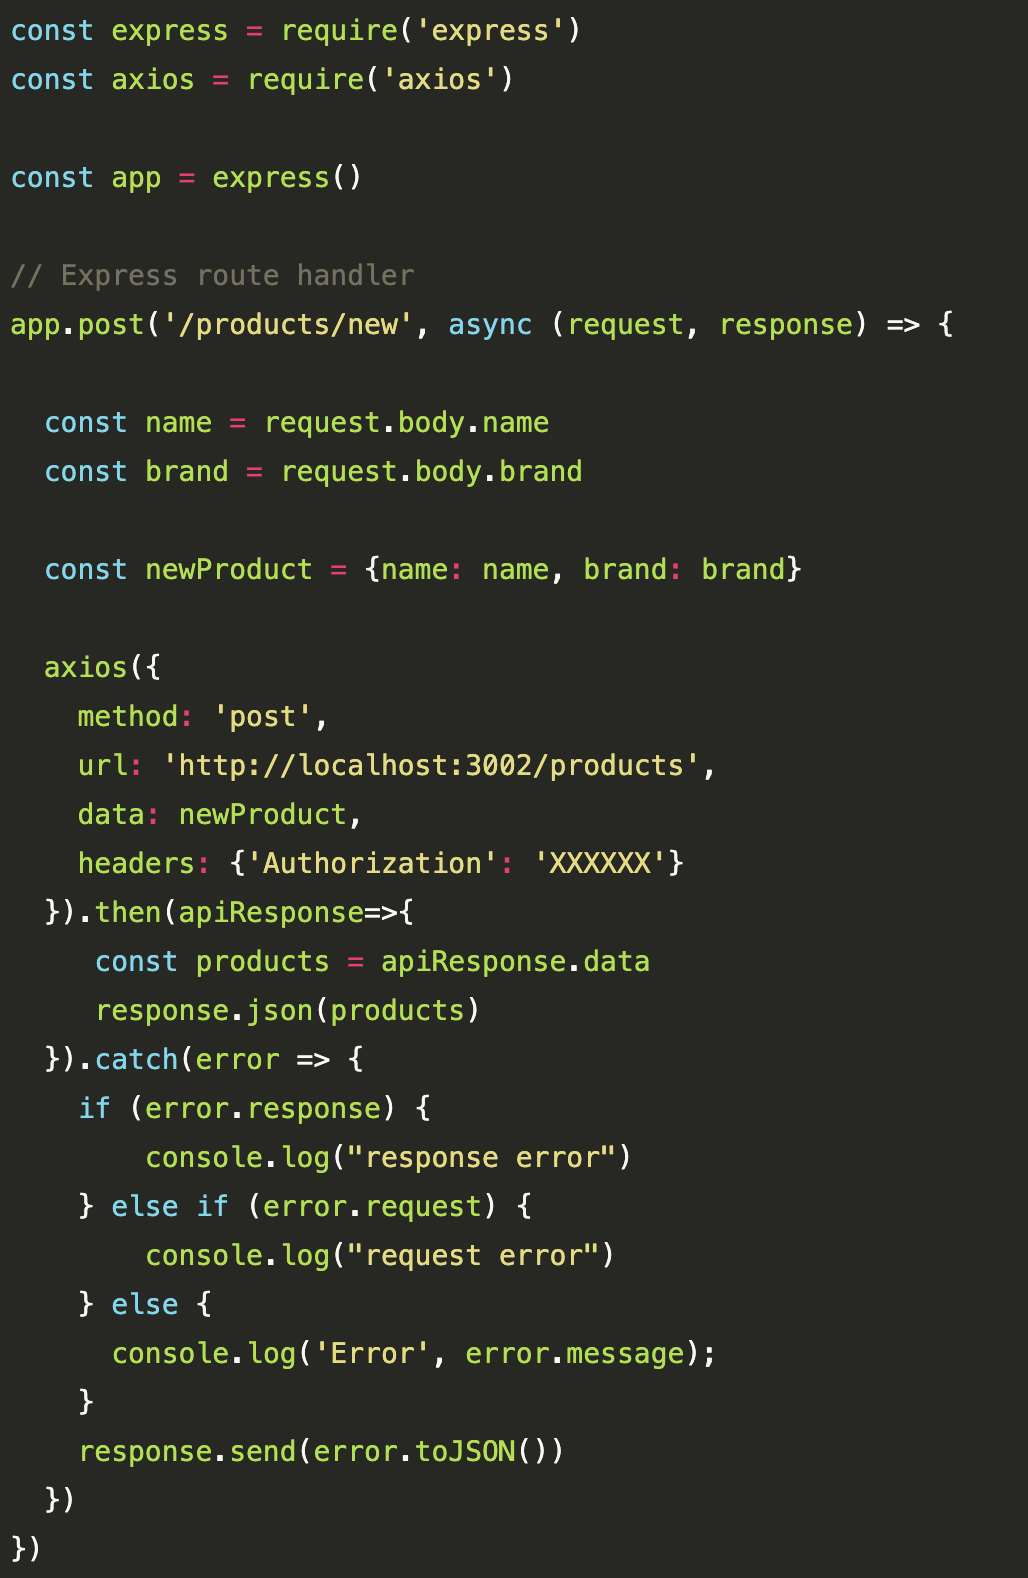 const express = require('express')
const axios = require('axios')
const app = express()
// Express route handler
app.post('/products/new', async (request, response) => {
const name = request.body.name
const brand = request.body.brand
const newProduct = {name: name, brand: brand}
axios({
method: 'post',
url: 'http://localhost:3002/products',
data: newProduct,
headers: {'Authorization': 'XXXXXX'}
}).then(apiResponse=>{
const products = apiResponse.data
response.json(products)
}).catch(error => {
if (error.response) {
console.log("response error")
} else if (error.request) {
console.log("request error")
} else {
console.log('Error', error.message);
}
response.send(error.toJSON())
})
})